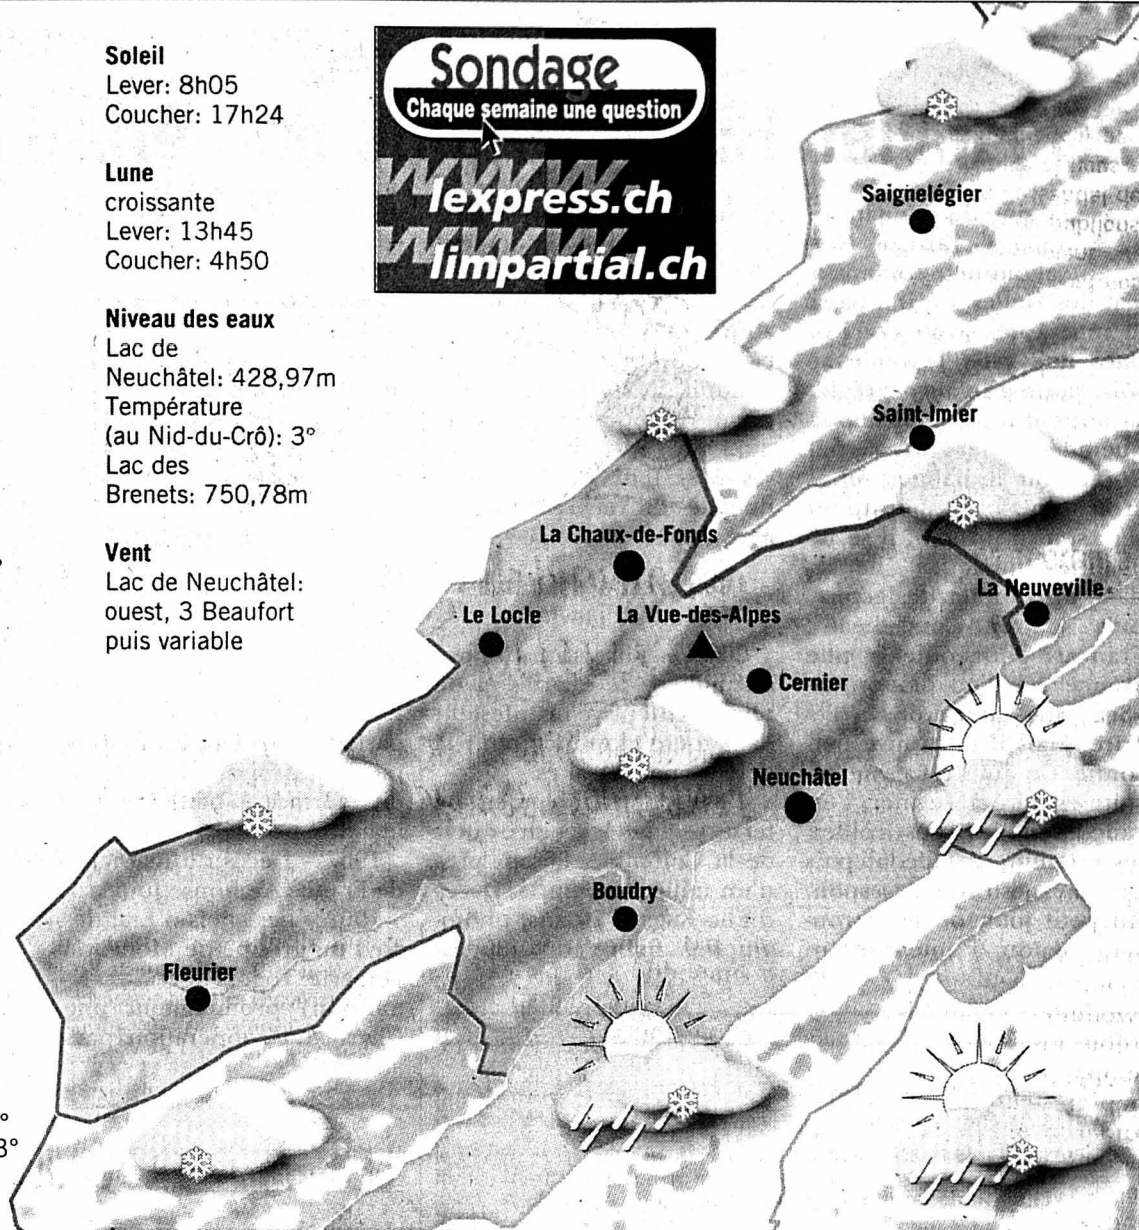 Soleil
Lever: 8h05
Coucher: 17h24
Lune
croissante
Lever: 13h45
Coucher: 4h50
Niveau des eaux
Lac de
Neuchâtel: 428,97m
Température
(au Nid-du-Crô): 3°
Lac des
Brenets: 750,78m
Vent
Lac de Neuchâtel:
ouest, 3 Beaufort
puis variable
Sondage
Chaque semaine une question
www.
lexpress.ch
www.
limpartial.ch
Saignelégier
Saint-Imier
La Chaux-de-Fonds
La Neuveville
Le Locle
La Vue-des-Alpes
Cernier
Neuchâtel
Boudry
Fleurier